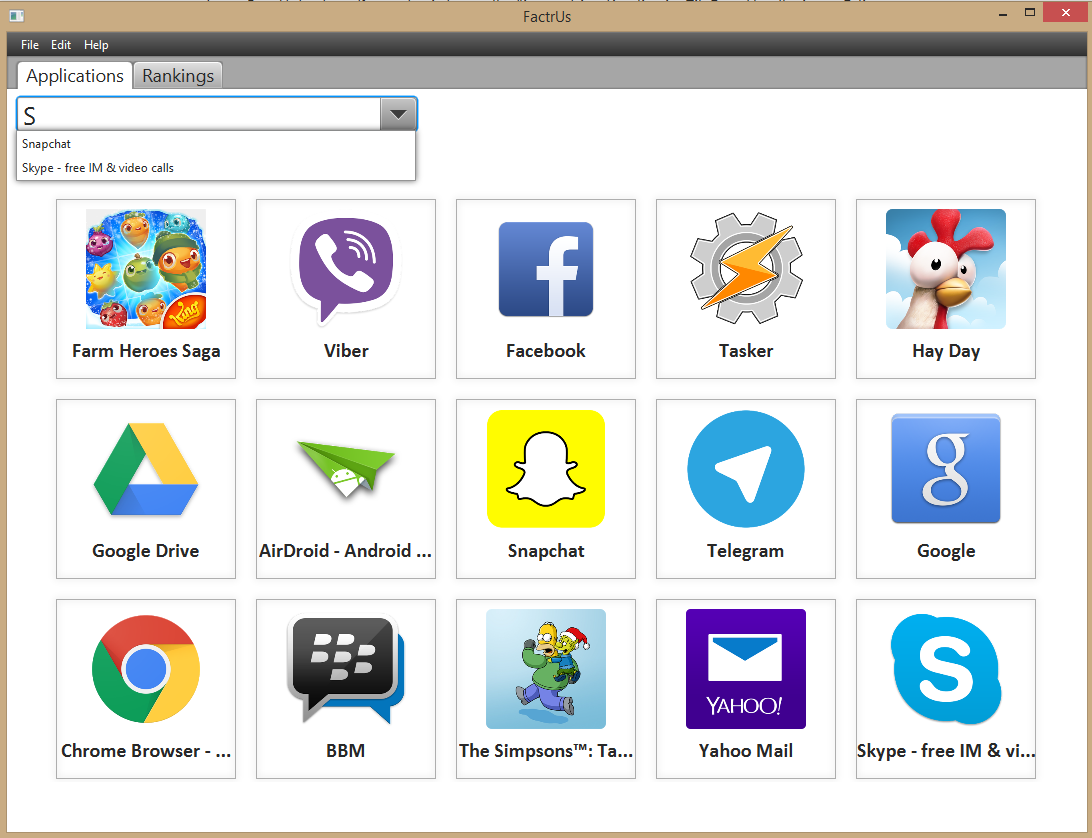 FactrUs
File Edit Help
Applications Rankings
S
Snapchat
Skype - free IM & video calls
King
Farm Heroes Saga Viber Facebook Tasker Hay Day
Google Drive AirDroid - Android ... Snapchat Telegram Google
YAHOO!
Chrome Browser - ... BBM The Simpsons™: Ta... Yahoo Mail Skype - free IM & vi...